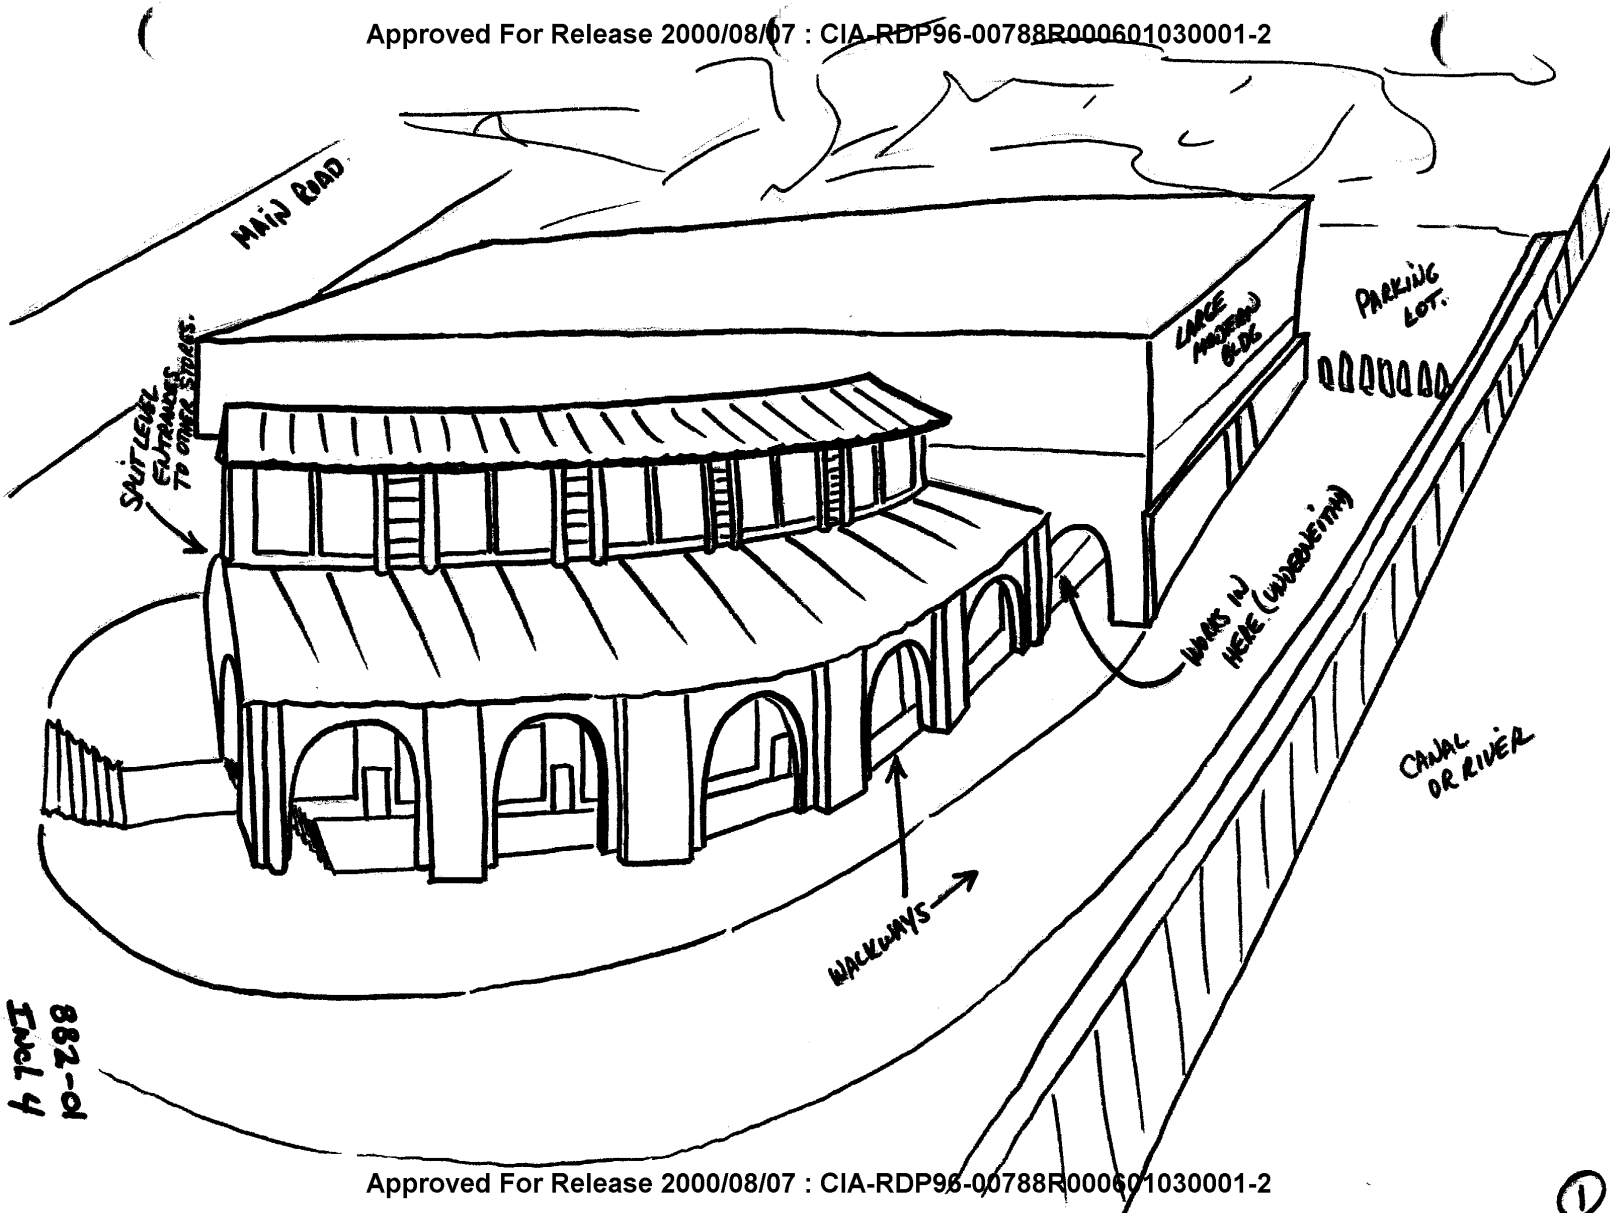 Approved For Release 2000/08/07 : CIA-RDP96-00788R000601030001-2
MAIN ROAD
PARKING
LOT.
LARGE
MODERN
BLDG
SPLIT LEVEL
ENTRANCES
TO OTHER STORES.
WORKS IN
HERE (UNDERNEITH)
CANAL
OR RIVER
WALKWAYS
882-01
Incl 4
Approved For Release 2000/08/07 : CIA-RDP96-00788R000601030001-2
1